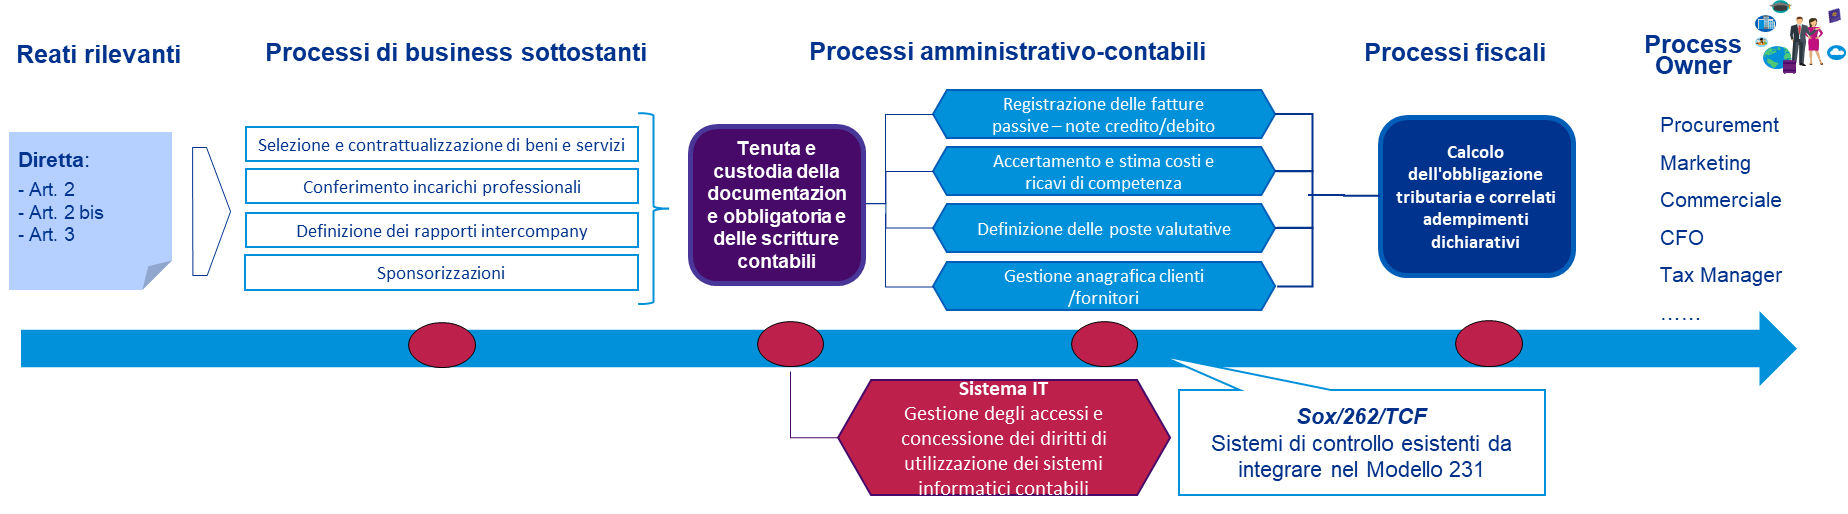 Reati rilevanti
Processi di business sottostanti
Processi amministrativo-contabili
Processi fiscali
Process
Owner
Diretta:
- Art. 2
- Art. 2 bis
- Art. 3
Selezione e contrattualizzazione di beni e servizi
Conferimento incarichi professionali
Definizione dei rapporti intercompany
Sponsorizzazioni
Tenuta e
custodia della
documentazion
e obbligatoria e
delle scritture
contabili
Registrazione delle fatture
passive – note credito/debito
Accertamento e stima costi e
ricavi di competenza
Definizione delle poste valutative
Gestione anagrafica clienti
/fornitori
Calcolo
dell'obbligazione
tributaria e correlati
adempimenti
dichiarativi
Procurement
Marketing
Commerciale
CFO
Tax Manager
……
Sistema IT
Gestione degli accessi e
concessione dei diritti di
utilizzazione dei sistemi
informatici contabili
Sox/262/TCF
Sistemi di controllo esistenti da
integrare nel Modello 231